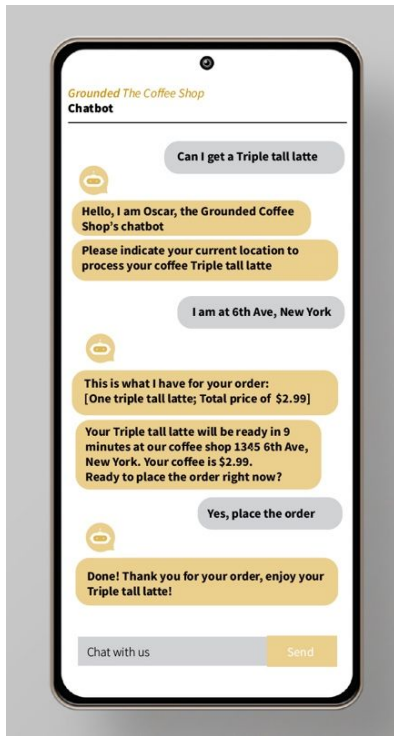 Grounded The Coffee Shop
Chatbot
Can I get a Triple tall latte
Hello, I am Oscar, the Grounded Coffee
Shop's chatbot
Please indicate your current location to
process your coffee Triple tall latte
I am at 6th Ave, New York
This is what I have for your order:
[One triple tall latte; Total price of $2.99]
Your Triple tall latte will be ready in 9
minutes at our coffee shop 1345 6th Ave,
New York. Your coffee is $2.99.
Ready to place the order right now?
Yes, place the order
Done! Thank you for your order, enjoy your
Triple tall latte!
Chat with us
Send